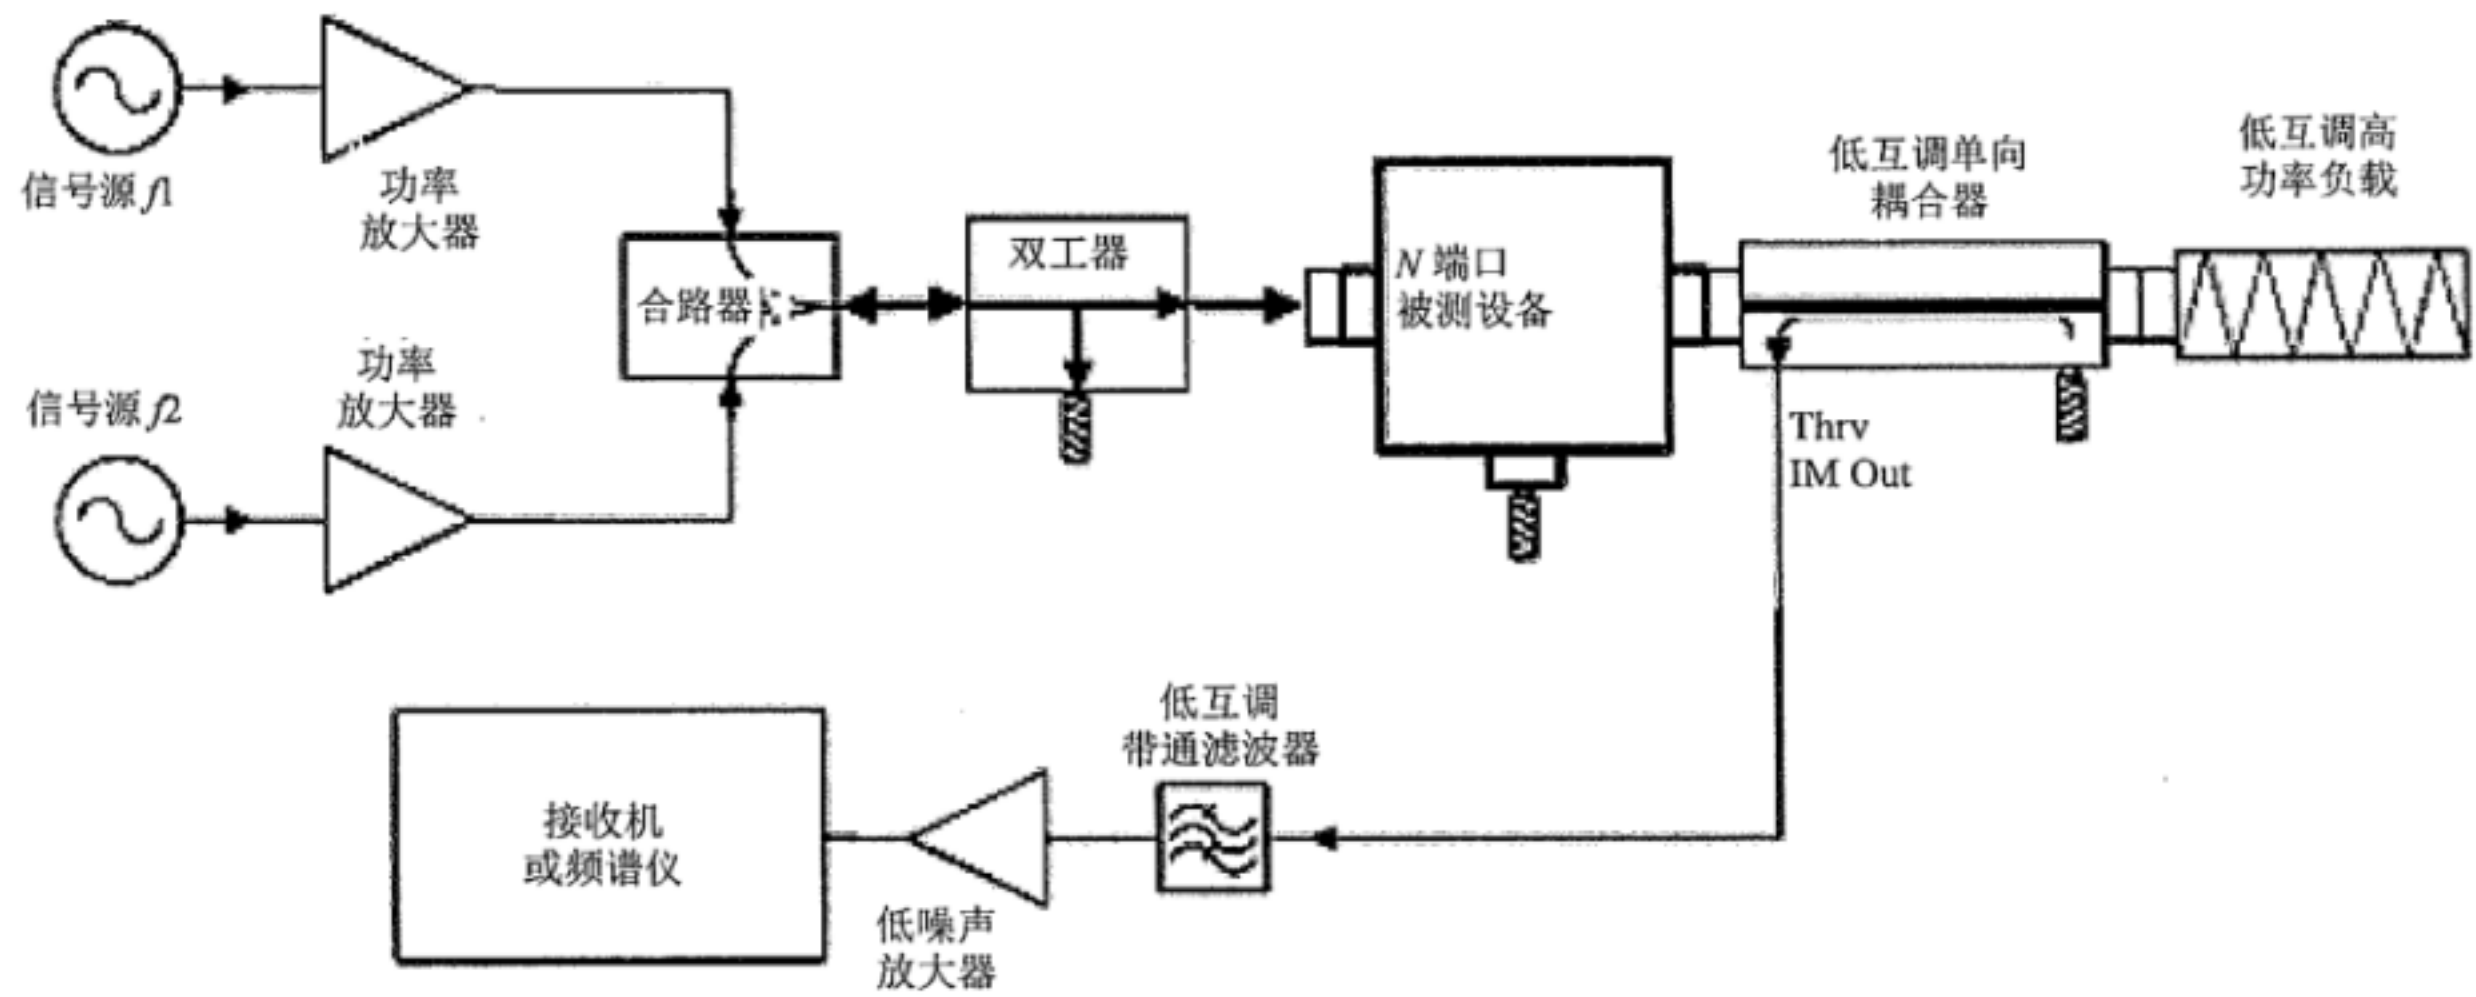 信号源f1
功率
放大器
合路器
双工器
N 端口
被测设备
低互调单向
耦合器
低互调高
功率负载
功率
放大器
信号源f2
Thrv
IM Out
低互调
带通滤波器
接收机
或频谱仪
低噪声
放大器